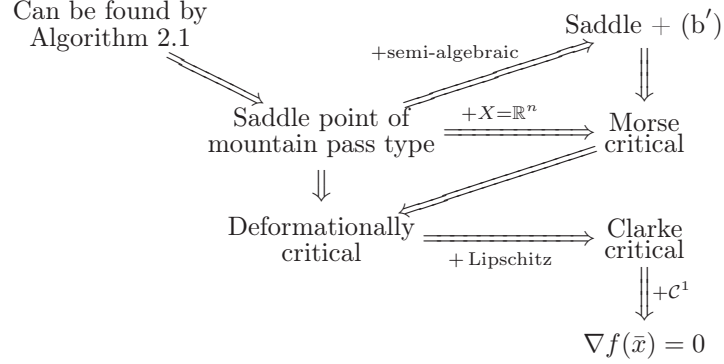 Can be found by
Algorithm 2.1
Saddle + (b′)
+semi-algebraic
Saddle point of
mountain pass type
+X=ℝⁿ
Morse
critical
Deformationally
critical
+ Lipschitz
Clarke
critical
+𝒞¹
∇f(x̄) = 0